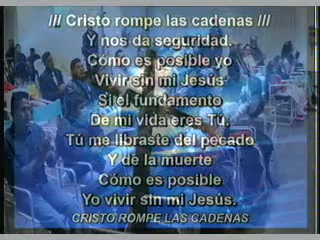 /// Cristo rompe las cadenas ///
Y nos da seguridad.
Cómo es posible yo
Vivir sin mi Jesús
Si el fundamento
De mi vida eres Tú.
Tú me libraste del pecado
Y de la muerte
Cómo es posible
Yo vivir sin mi Jesús.
CRISTO ROMPE LAS CADENAS